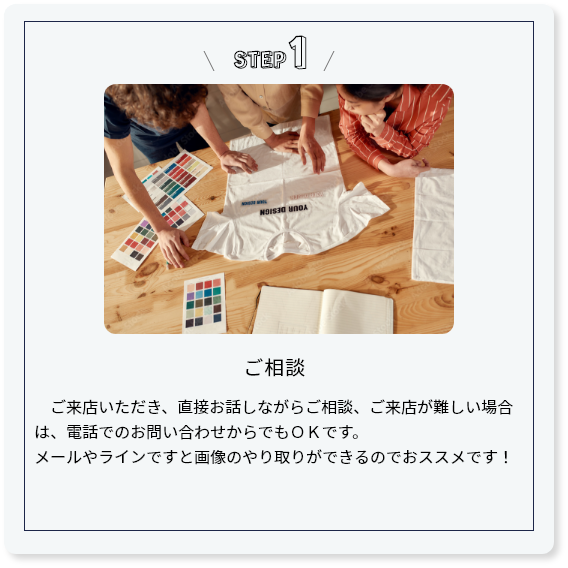 STEP1
YOUR DESIGN
YOUR DESIGN
ご相談
　ご来店いただき、直接お話しながらご相談、ご来店が難しい場合
は、電話でのお問い合わせからでもＯＫです。
メールやラインですと画像のやり取りができるのでおススメです！